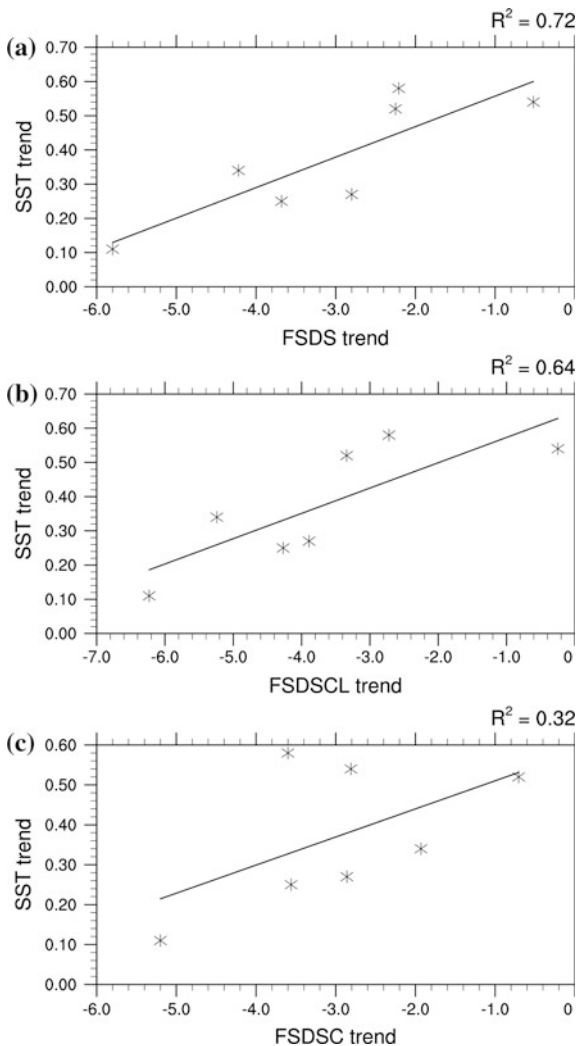 R² = 0.72
(a)
0.70
0.60
0.50
0.40
0.30
0.20
0.10
0.00
SST trend
-6.0 -5.0 -4.0 -3.0 -2.0 -1.0 0
FSDS trend
R² = 0.64
(b)
0.70
0.60
0.50
0.40
0.30
0.20
0.10
0.00
SST trend
-7.0 -6.0 -5.0 -4.0 -3.0 -2.0 -1.0 0
FSDSCL trend
R² = 0.32
(c)
0.60
0.50
0.40
0.30
0.20
0.10
0.00
SST trend
-6.0 -5.0 -4.0 -3.0 -2.0 -1.0 0
FSDSC trend